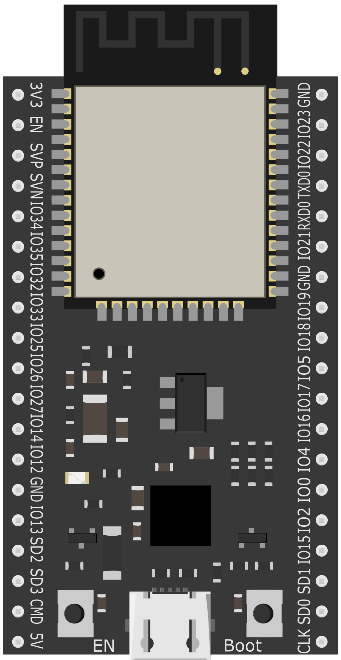 3V3
EN
SVP
SVN
IO34
IO35
IO32
IO33
IO25
IO26
IO27
IO14
IO12
GND
IO13
SD2
SD3
CMD
5V
GND
IO23
IO22
TXD0
RXD0
IO21
GND
IO19
IO18
IO5
IO17
IO16
IO4
IO0
IO2
IO15
SD1
SD0
CLK
EN
Boot